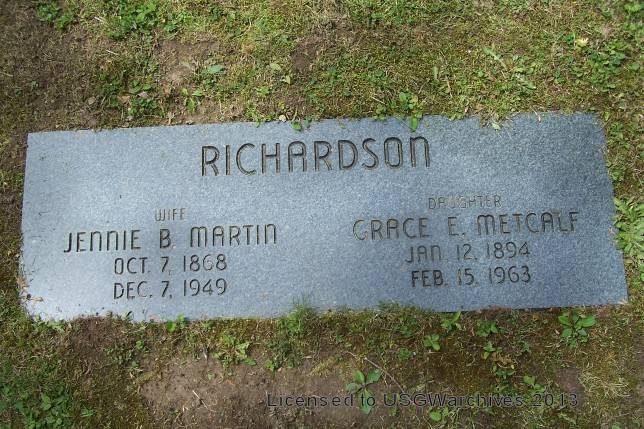 RICHARDSON
WIFE
JENNIE B. MARTIN
OCT. 7, 1868
DEC. 7, 1949
DAUGHTER
GRACE E. METCALF
JAN. 12, 1894
FEB. 15, 1963
Licensed to USGWarchives 2013